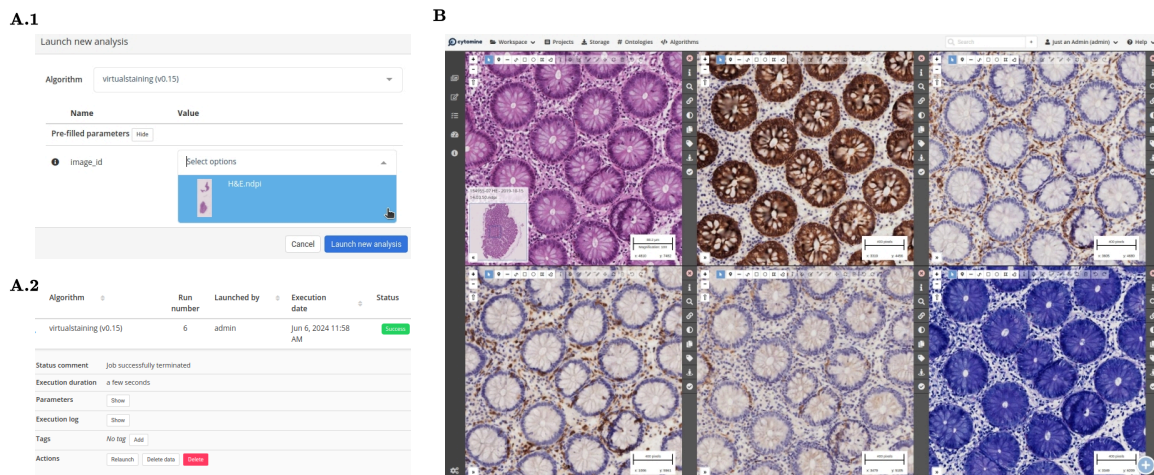 A.1
Launch new analysis
Algorithm virtualstaining (v0.15)
Name Value
Pre-filled parameters Hide
image_id Select options
H&E.ndpi
Cancel Launch new analysis
A.2
Algorithm Run number Launched by Execution date Status
virtualstaining (v0.15) 6 admin Jun 6, 2024 11:58 AM Success
Status comment Job successfully terminated
Execution duration a few seconds
Parameters Show
Execution log Show
Tags No tag Add
Actions Relaunch Delete data Delete
B
cytomine Workspace Projects Storage Ontologies Algorithms Search Just an Admin (admin) Help